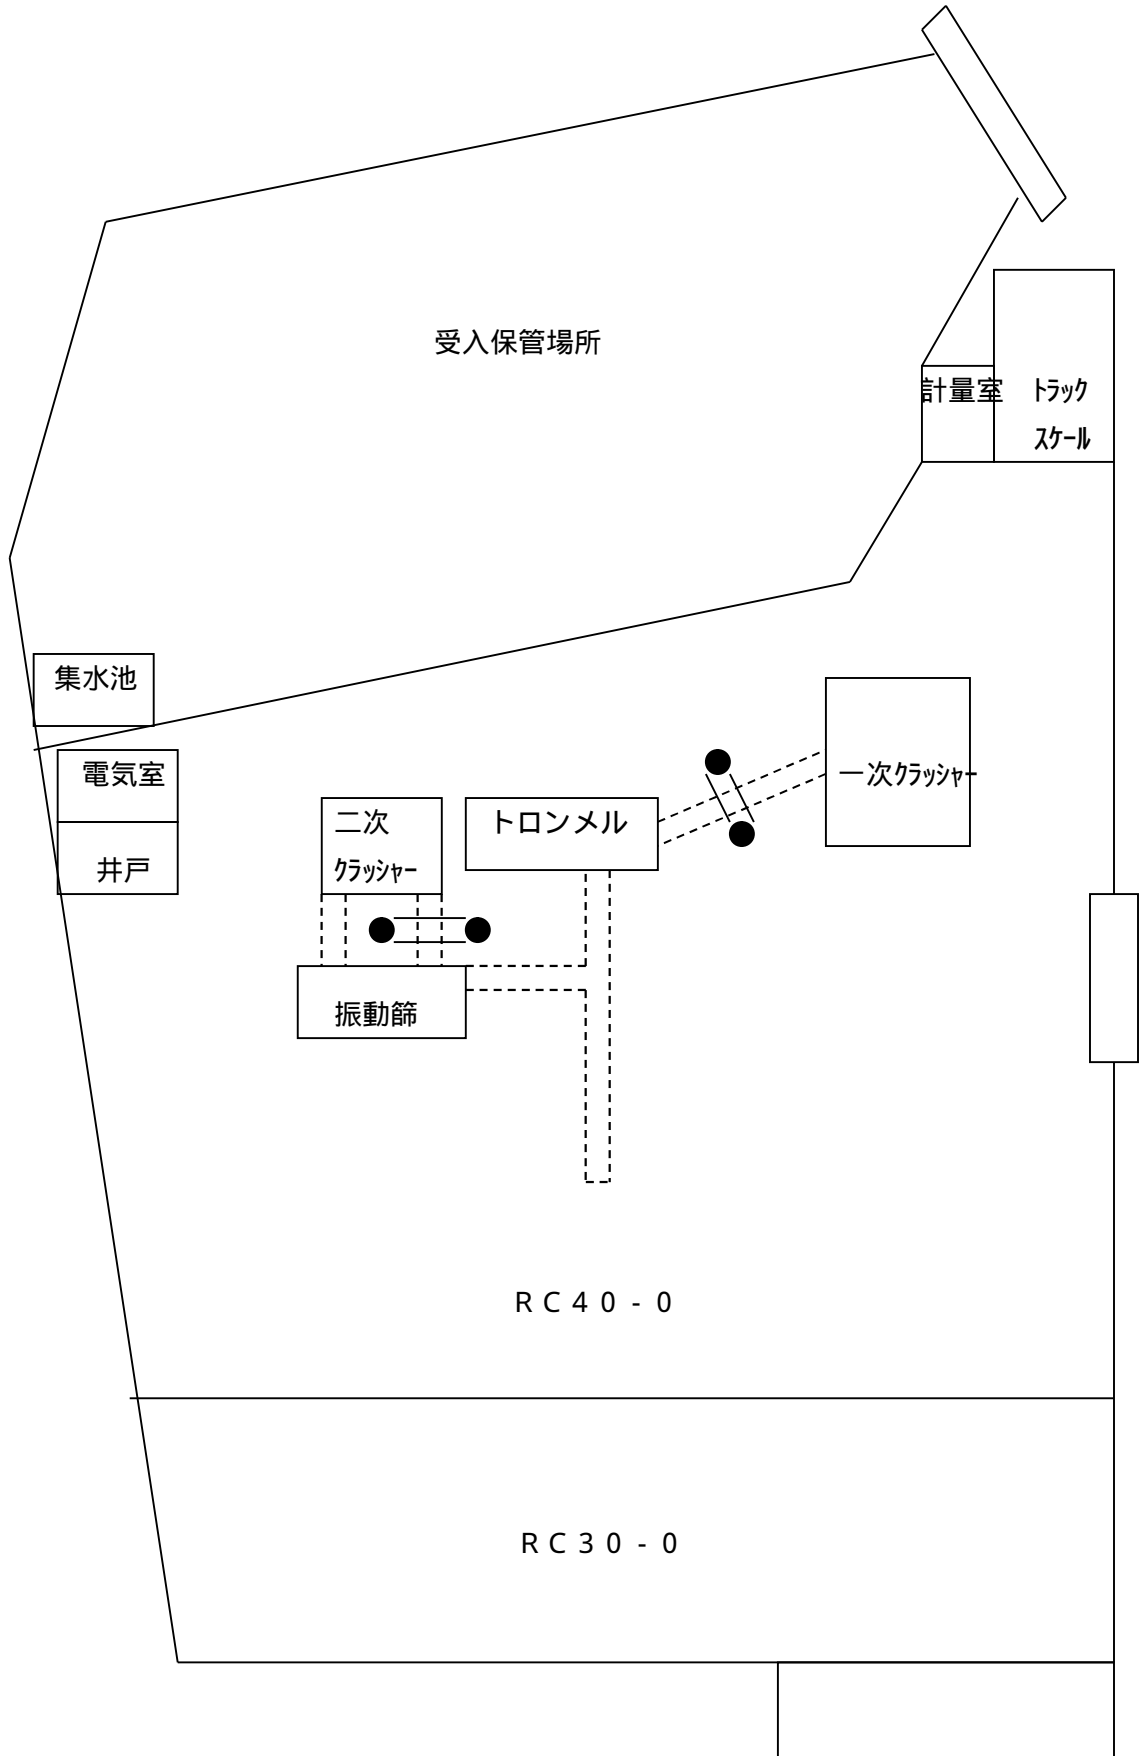 受入保管場所
計量室
ﾄﾗｯｸ
ｽｹｰﾙ
集水池
電気室
井戸
二次
ｸﾗｯｼｬｰ
トロンメル
一次ｸﾗｯｼｬｰ
振動篩
ＲＣ４０‐０
ＲＣ３０‐０